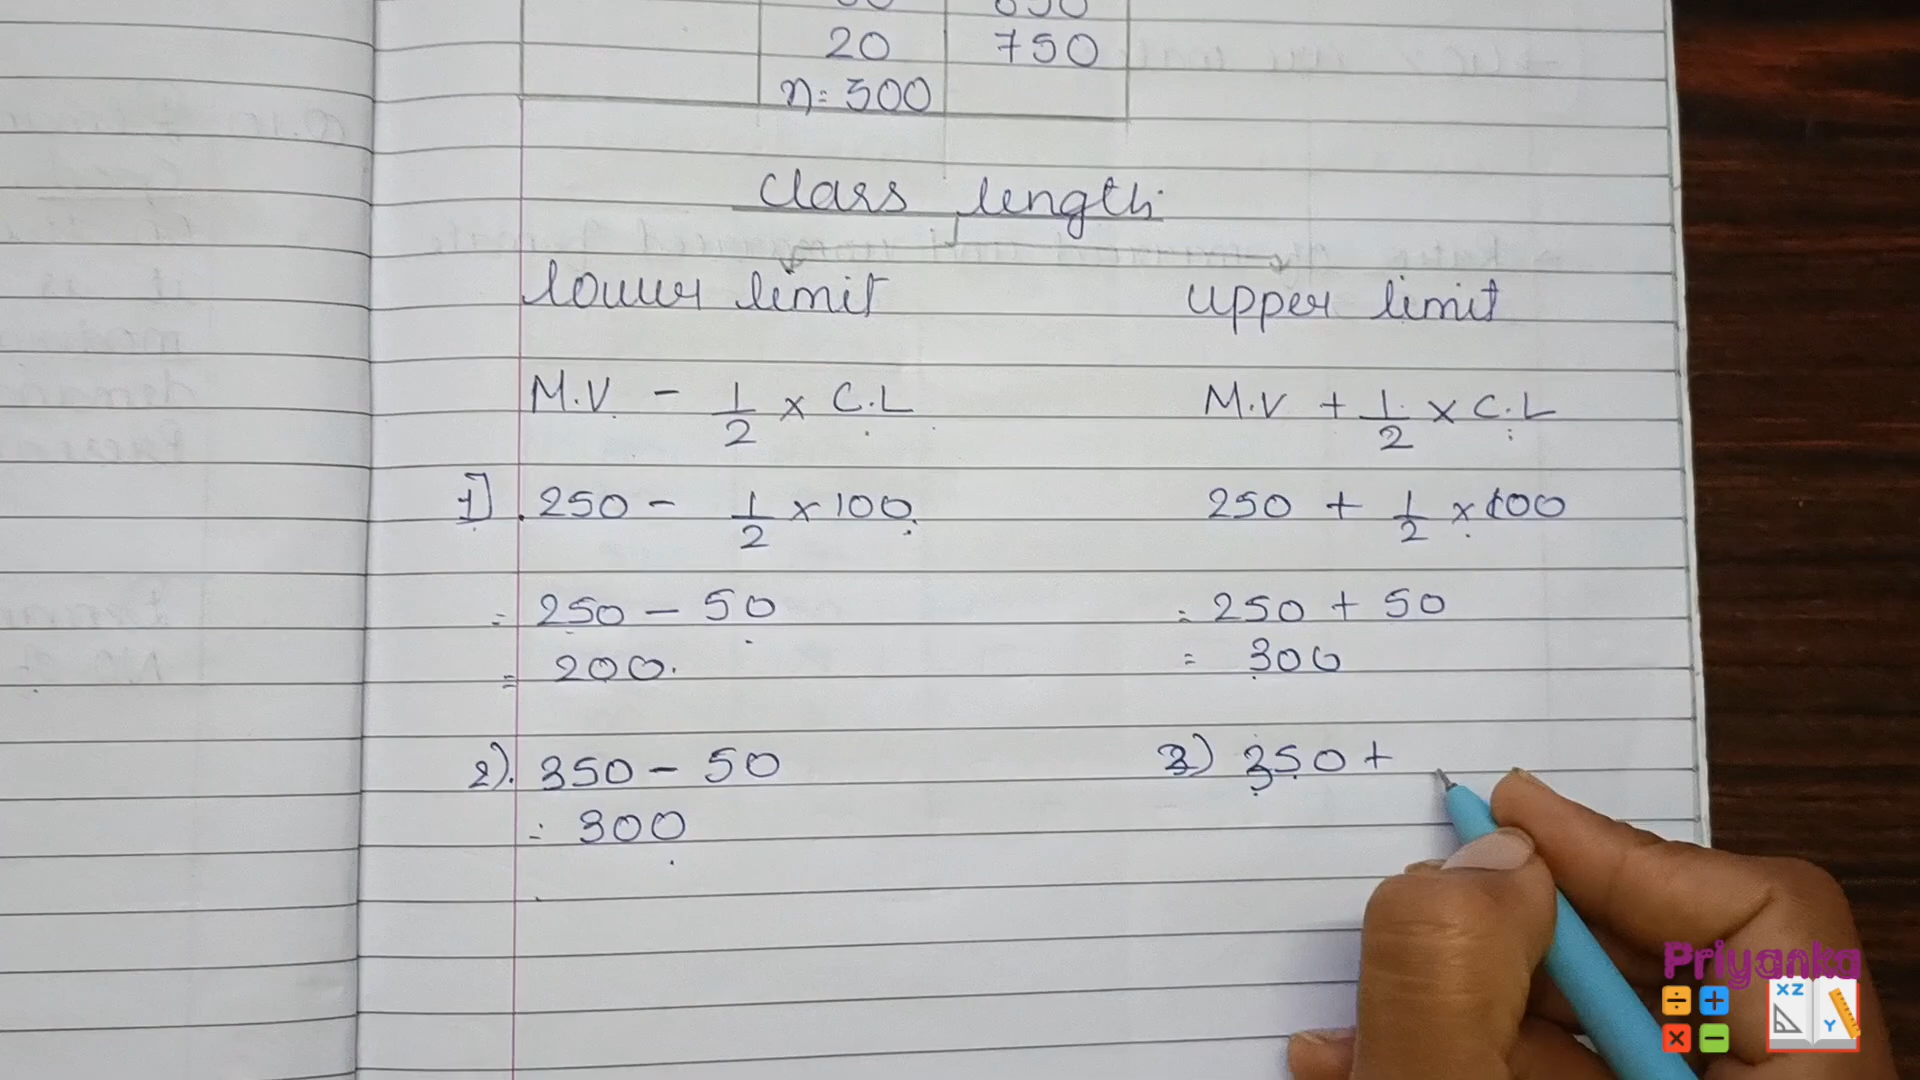 20 750
n = 300
Class length
lower limit upper limit
M.V. - 1/2 x C.L M.V + 1/2 x C.L
1] 250 - 1/2 x 100 250 + 1/2 x 100
= 250 - 50 = 250 + 50
= 200. = 300
2). 350 - 50 350 +
= 300
Priyanka
÷ +
× −
XZ
Y